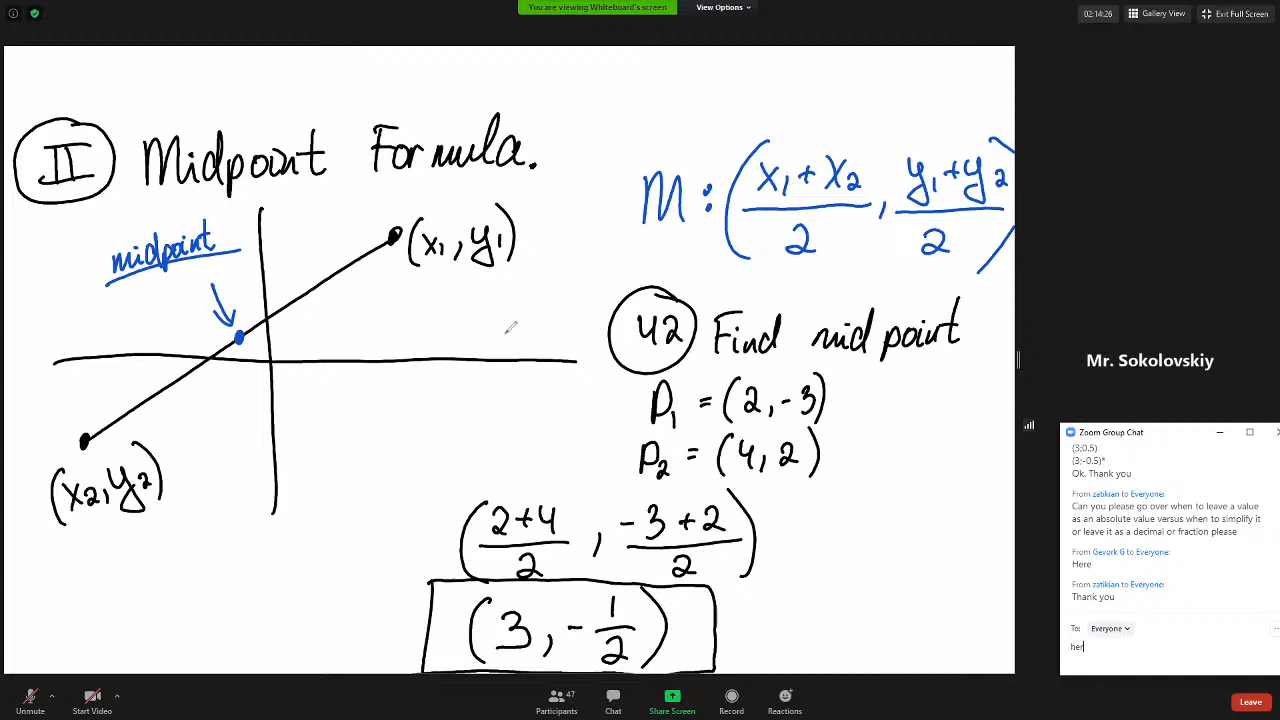 You are viewing Whiteboard's screen
View Options
02:14:26
Gallery View
Exit Full Screen
II Midpoint Formula.
M: (x1 + x2 / 2, y1 + y2 / 2)
midpoint
(x1, y1)
(x2, y2)
42 Find midpoint
P1 = (2, -3)
P2 = (4, 2)
(2+4 / 2, -3+2 / 2)
(3, -1/2)
Mr. Sokolovskiy
Zoom Group Chat
(3;0.5)
(3;-0.5)*
Ok. Thank you
From zatikian to Everyone:
Can you please go over when to leave a value
as an absolute value versus when to simplify it
or leave it as a decimal or fraction please
From Gevork G to Everyone:
Here
From zatikian to Everyone:
Thank you
To: Everyone
her
Unmute
Start Video
47
Participants
Chat
Share Screen
Record
Reactions
Leave